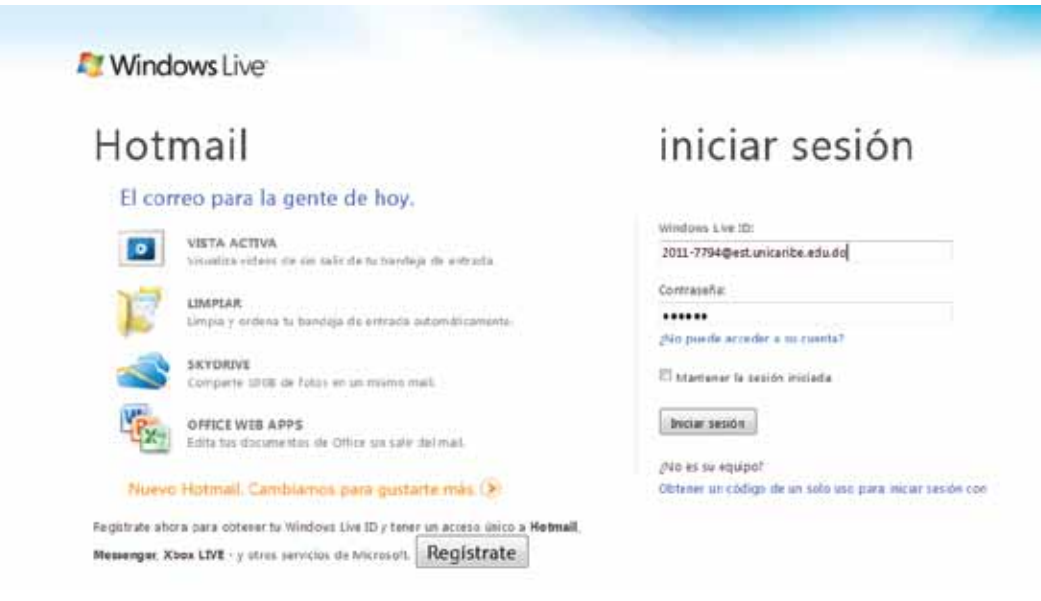 Windows Live
Hotmail
El correo para la gente de hoy.
VISTA ACTIVA
Visualiza videos de sin salir de tu bandeja de entrada.
LIMPIAR
Limpia y ordena tu bandeja de entrada automáticamente.
SKYDRIVE
Comparte 10GB de fotos en un mismo mail.
OFFICE WEB APPS
Edita tus documentos de Office sin salir del mail.
Nuevo Hotmail. Cambiamos para gustarte más
Regístrate ahora para obtener tu Windows Live ID y tener un acceso único a Hotmail,
Messenger, Xbox LIVE - y otros servicios de Microsoft. Regístrate
iniciar sesión
Windows Live ID:
2011-7794@est.unicaribe.edu.do
Contraseña:
••••••
¿No puede acceder a su cuenta?
Mantener la sesión iniciada
Iniciar sesión
¿No es su equipo?
Obtener un código de un solo uso para iniciar sesión con